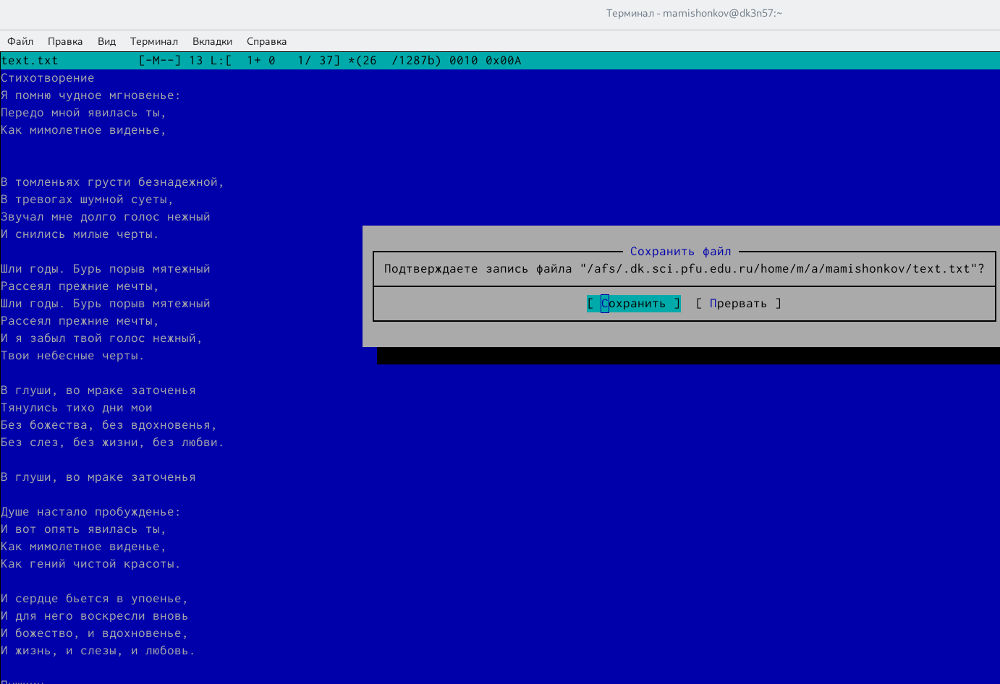 Терминал - mamishonkov@dk3n57:~
Файл Правка Вид Терминал Вкладки Справка
text.txt [-M--] 13 L:[ 1+ 0 1/ 37] *(26 /1287b) 0010 0x00A
Стихотворение
Я помню чудное мгновенье:
Передо мной явилась ты,
Как мимолетное виденье,
В томленьях грусти безнадежной,
В тревогах шумной суеты,
Звучал мне долго голос нежный
И снились милые черты.
Сохранить файл
Подтверждаете запись файла "/afs/.dk.sci.pfu.edu.ru/home/m/a/mamishonkov/text.txt"?
[ Сохранить ] [ Прервать ]
Шли годы. Бурь порыв мятежный
Рассеял прежние мечты,
Шли годы. Бурь порыв мятежный
Рассеял прежние мечты,
И я забыл твой голос нежный,
Твои небесные черты.
В глуши, во мраке заточенья
Тянулись тихо дни мои
Без божества, без вдохновенья,
Без слез, без жизни, без любви.
В глуши, во мраке заточенья
Душе настало пробужденье:
И вот опять явилась ты,
Как мимолетное виденье,
Как гений чистой красоты.
И сердце бьется в упоенье,
И для него воскресли вновь
И божество, и вдохновенье,
И жизнь, и слезы, и любовь.